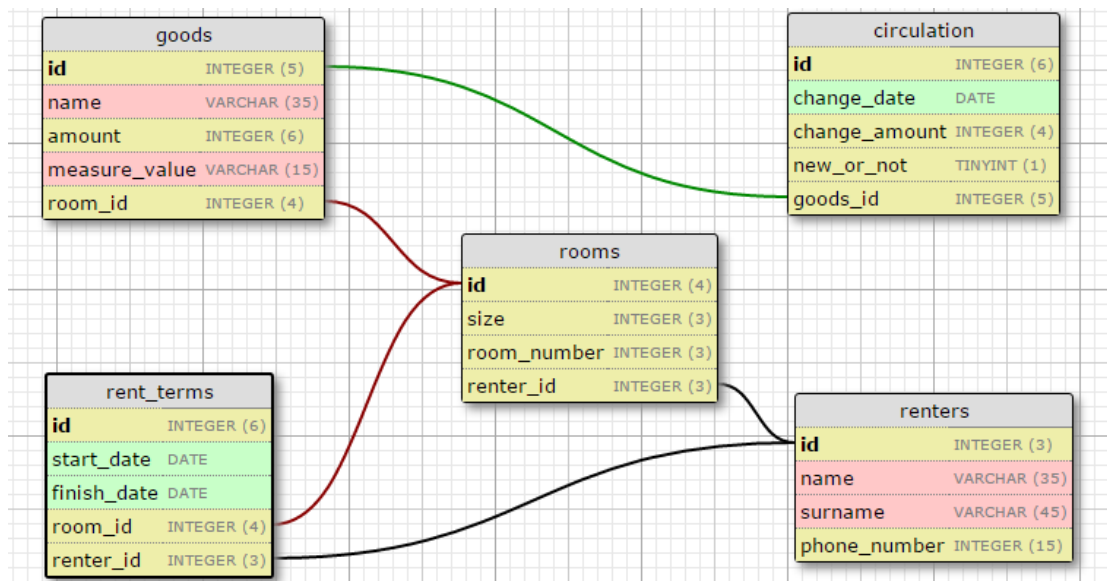 goods
id INTEGER (5)
name VARCHAR (35)
amount INTEGER (6)
measure_value VARCHAR (15)
room_id INTEGER (4)
circulation
id INTEGER (6)
change_date DATE
change_amount INTEGER (4)
new_or_not TINYINT (1)
goods_id INTEGER (5)
rooms
id INTEGER (4)
size INTEGER (3)
room_number INTEGER (3)
renter_id INTEGER (3)
rent_terms
id INTEGER (6)
start_date DATE
finish_date DATE
room_id INTEGER (4)
renter_id INTEGER (3)
renters
id INTEGER (3)
name VARCHAR (35)
surname VARCHAR (45)
phone_number INTEGER (15)